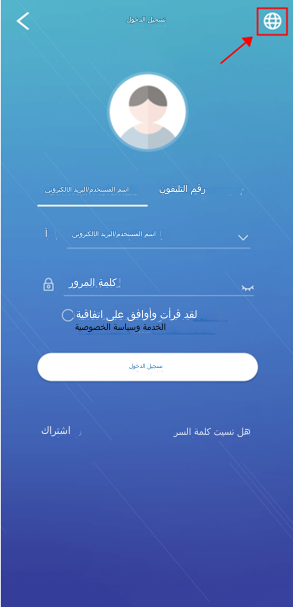 تسجيل الدخول
رقم التليفون
اسم المستخدم/البريد الالكتروني
اسم المستخدم/البريد الالكتروني
كلمة المرور
لقد قرأت وأوافق على اتفاقية
الخدمة وسياسة الخصوصية
تسجيل الدخول
هل نسيت كلمة السر
اشتراك